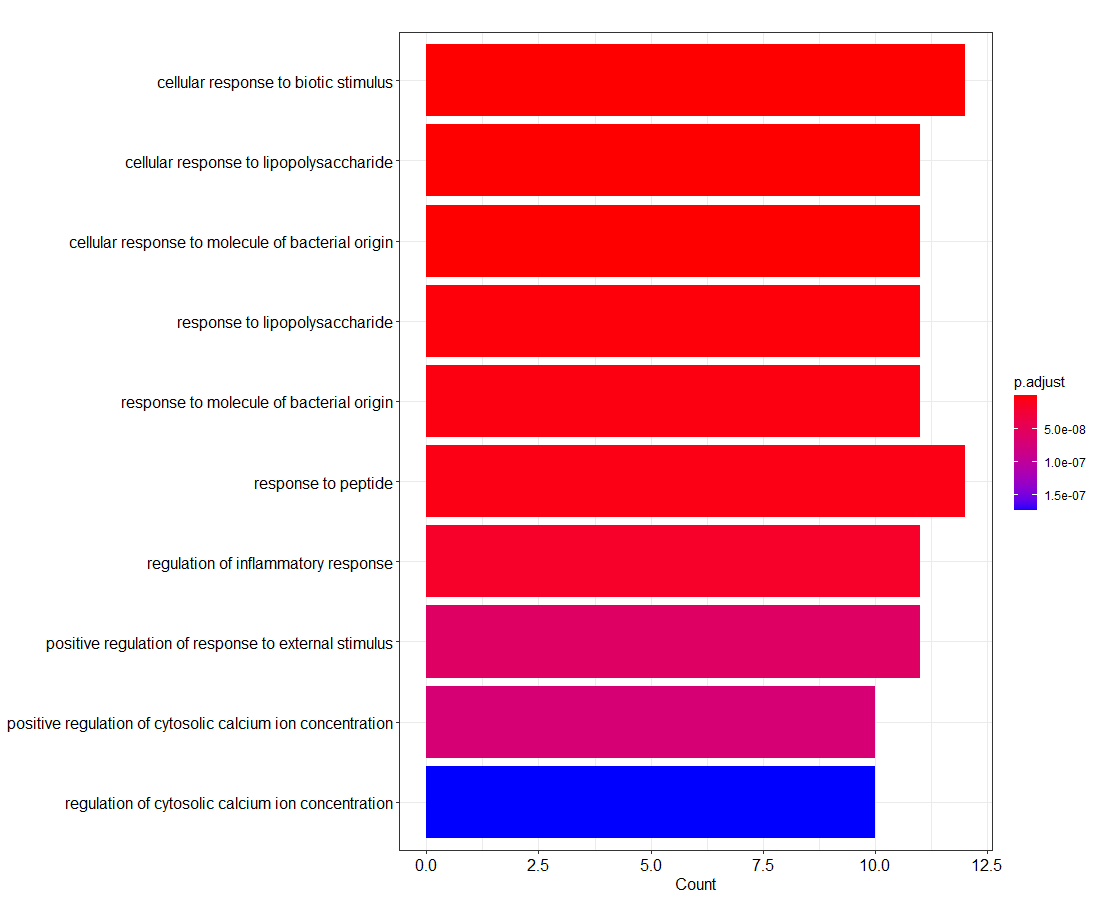 cellular response to biotic stimulus
cellular response to lipopolysaccharide
cellular response to molecule of bacterial origin
response to lipopolysaccharide
response to molecule of bacterial origin
response to peptide
regulation of inflammatory response
positive regulation of response to external stimulus
positive regulation of cytosolic calcium ion concentration
regulation of cytosolic calcium ion concentration
0.0 2.5 5.0 7.5 10.0 12.5
Count
p.adjust
5.0e-08
1.0e-07
1.5e-07